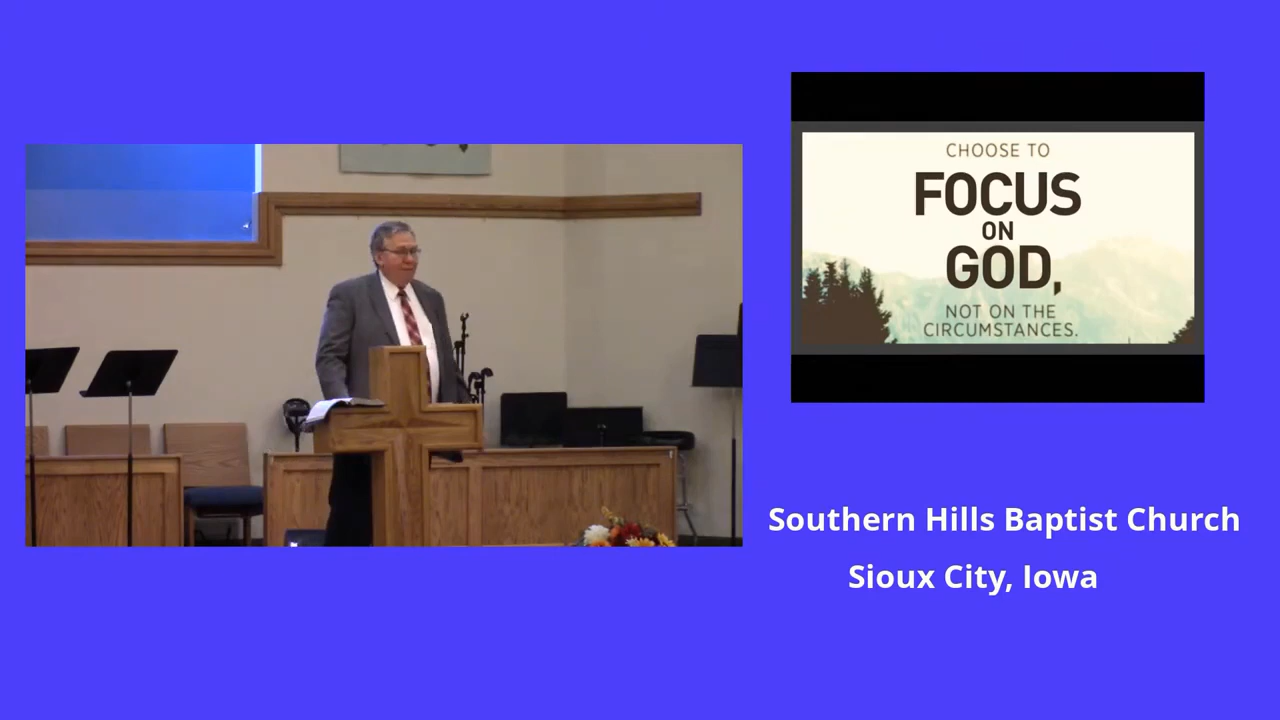 CHOOSE TO
FOCUS
ON
GOD,
NOT ON THE
CIRCUMSTANCES.
Southern Hills Baptist Church
Sioux City, Iowa